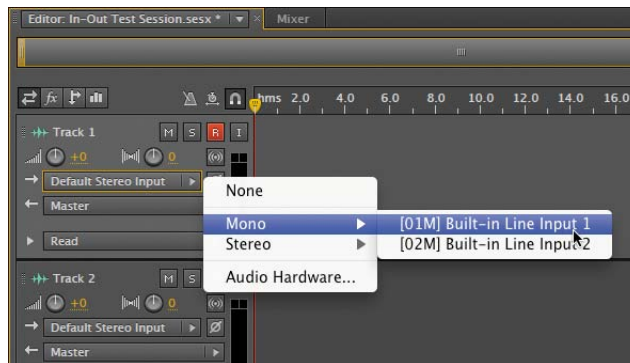 Editor: In-Out Test Session.sesx * Mixer
fx hms 2.0 4.0 6.0 8.0 10.0 12.0 14.0 16.0
Track 1 M S R I
+0 0
Default Stereo Input
Master
Read
None
Mono
Stereo
Audio Hardware...
[01M] Built-in Line Input 1
[02M] Built-in Line Input 2
Track 2 M S
+0 0
Default Stereo Input
Master